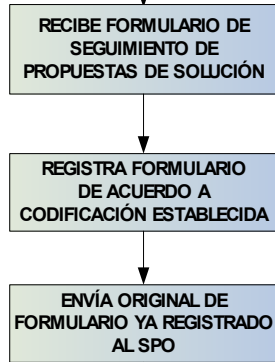 RECIBE FORMULARIO DE
SEGUIMIENTO DE
PROPUESTAS DE SOLUCIÓN
REGISTRA FORMULARIO
DE ACUERDO A
CODIFICACIÓN ESTABLECIDA
ENVÍA ORIGINAL DE
FORMULARIO YA REGISTRADO
AL SPO